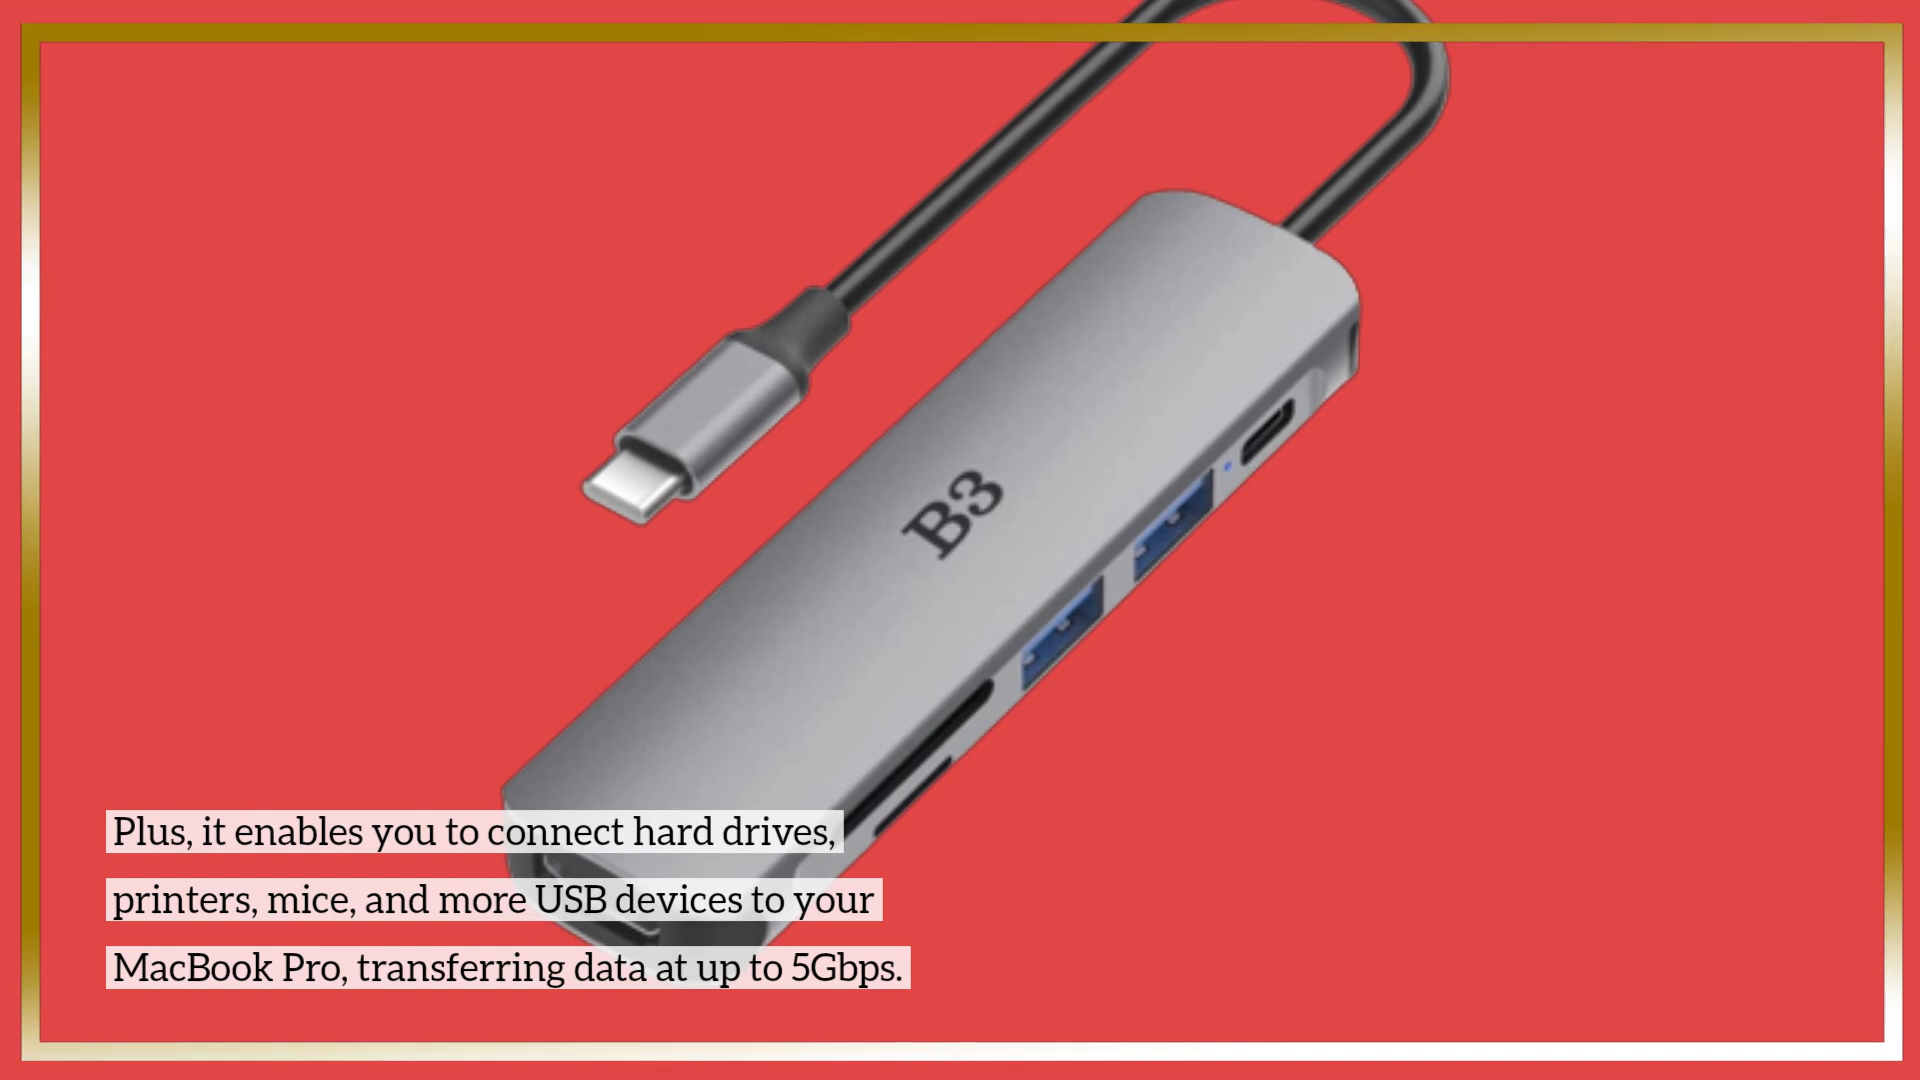 B3
Plus, it enables you to connect hard drives,
printers, mice, and more USB devices to your
MacBook Pro, transferring data at up to 5Gbps.